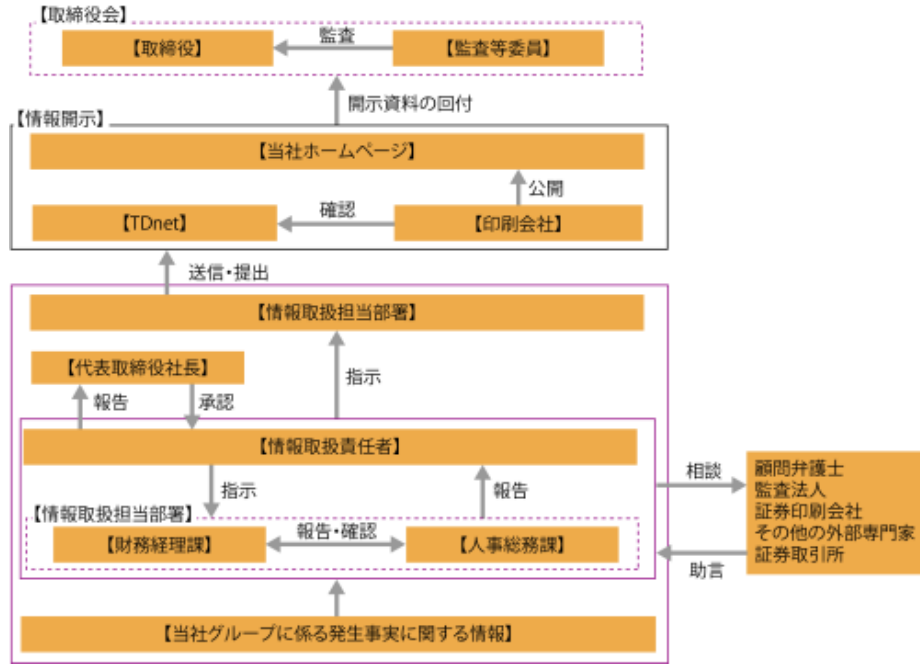 【取締役会】
【取締役】
監査
【監査等委員】
開示資料の回付
【情報開示】
【当社ホームページ】
公開
【TDnet】
確認
【印刷会社】
送信・提出
【情報取扱担当部署】
【代表取締役社長】
指示
報告
承認
【情報取扱責任者】
指示
報告
【情報取扱担当部署】
【財務経理課】
報告・確認
【人事総務課】
【当社グループに係る発生事実に関する情報】
相談
顧問弁護士
監査法人
証券印刷会社
その他の外部専門家
証券取引所
助言